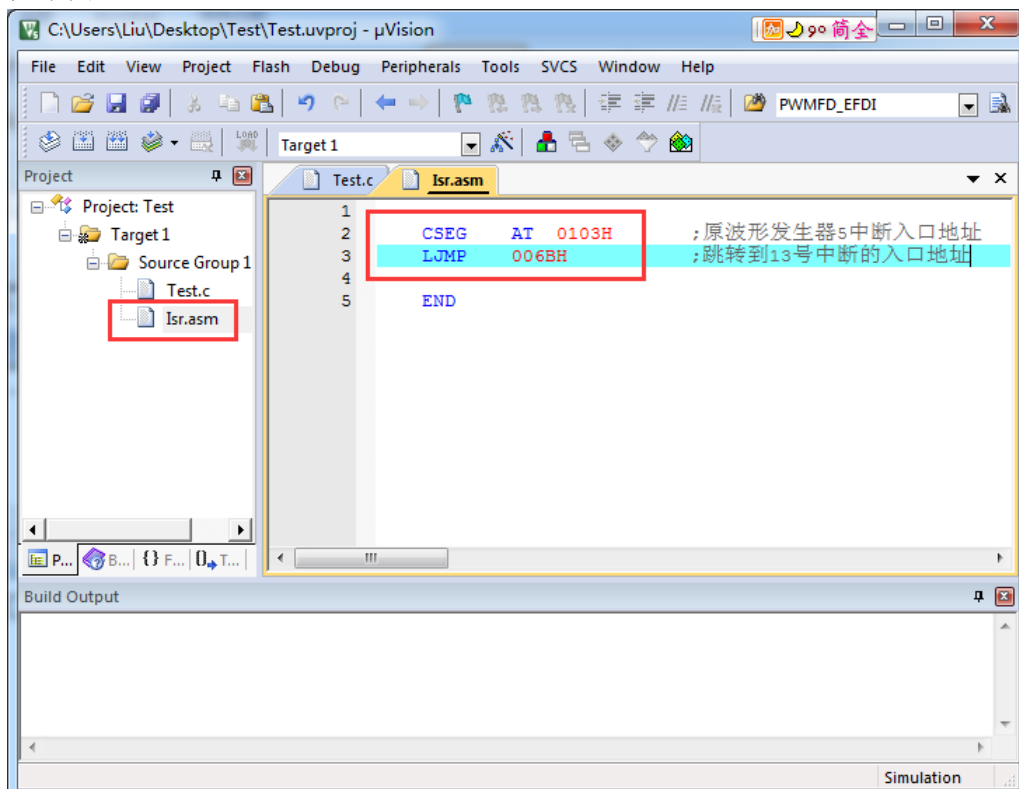 C:\Users\Liu\Desktop\Test\Test.uvproj - µVision
简全
File Edit View Project Flash Debug Peripherals Tools SVCS Window Help
PWMFD_EFDI
LOAD Target 1
Project
Test.c Isr.asm
Project: Test
Target 1
Source Group 1
Test.c
Isr.asm
1
2 CSEG AT 0103H ;原波形发生器5中断入口地址
3 LJMP 006BH ;跳转到13号中断的入口地址
4
5 END
P... B... {} F... 0 T...
Build Output
Simulation